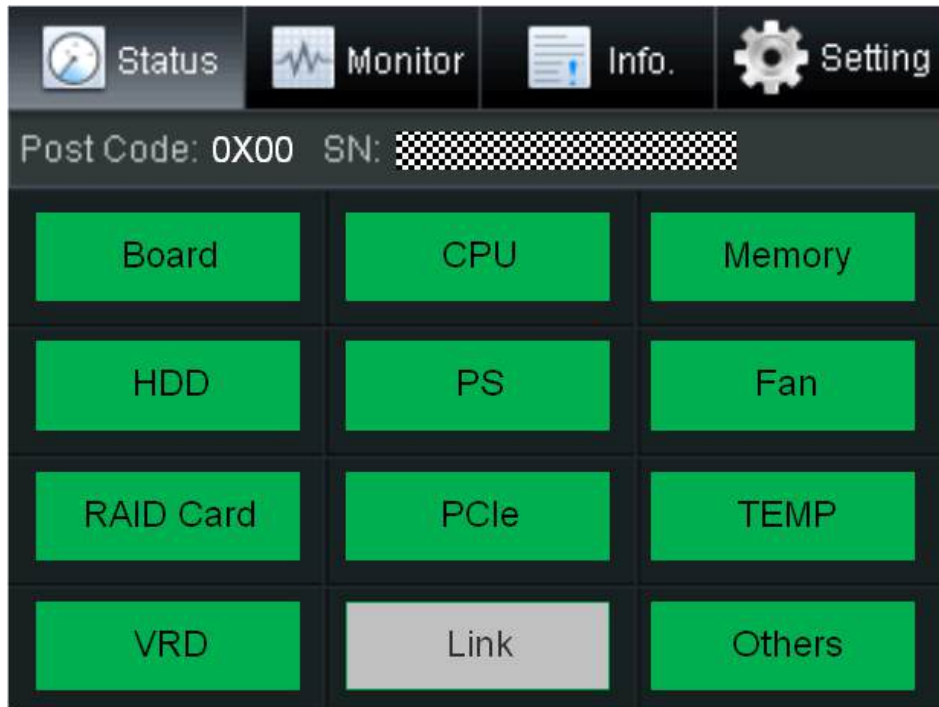 Status Monitor Info. Setting
Post Code: 0X00 SN:
Board CPU Memory
HDD PS Fan
RAID Card PCIe TEMP
VRD Link Others